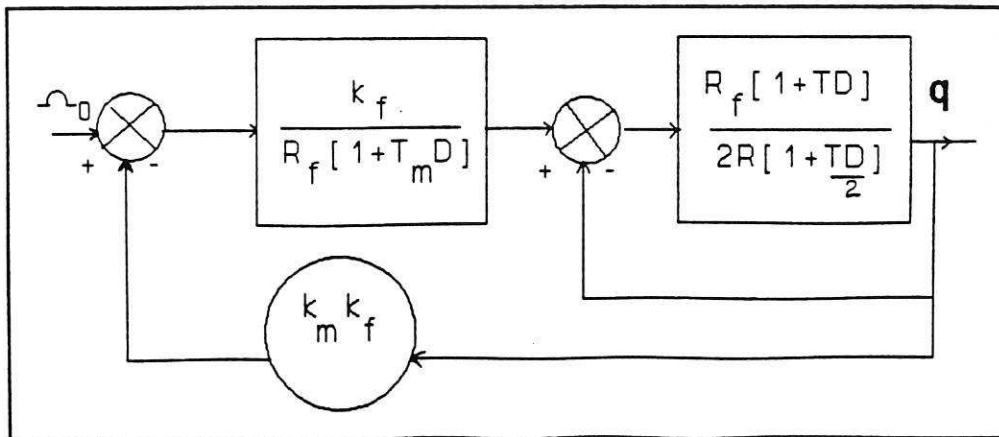 Ω₀ + -
k_f
R_f [ 1+T_m D]
+ -
R_f [ 1+TD]
2R[ 1+TD/2 ]
q
k_m k_f